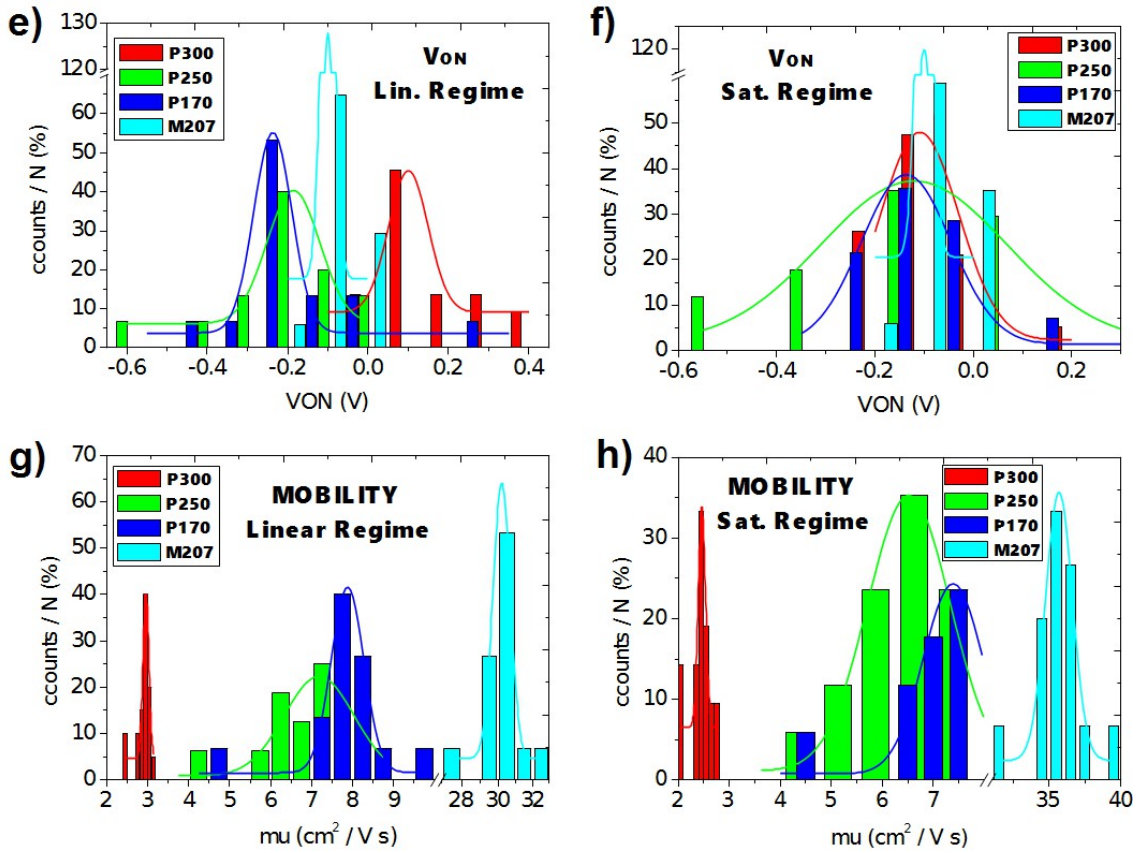 e)
130
120
50
40
30
20
10
0
ccounts / N (%)
P300
P250
P170
M207
VON
Lin. Regime
-0.6 -0.4 -0.2 0.0 0.2 0.4
VON (V)
f)
120
50
40
30
20
10
0
ccounts / N (%)
VON
Sat. Regime
P300
P250
P170
M207
-0.6 -0.4 -0.2 0.0 0.2
VON (V)
g)
70
60
50
40
30
20
10
0
ccounts / N (%)
P300
P250
P170
M207
MOBILITY
Linear Regime
2 3 4 5 6 7 8 9 28 30 32
mu (cm² / V s)
h)
40
30
20
10
0
ccounts / N (%)
MOBILITY
Sat. Regime
P300
P250
P170
M207
2 3 4 5 6 7 35 40
mu (cm² / V s)